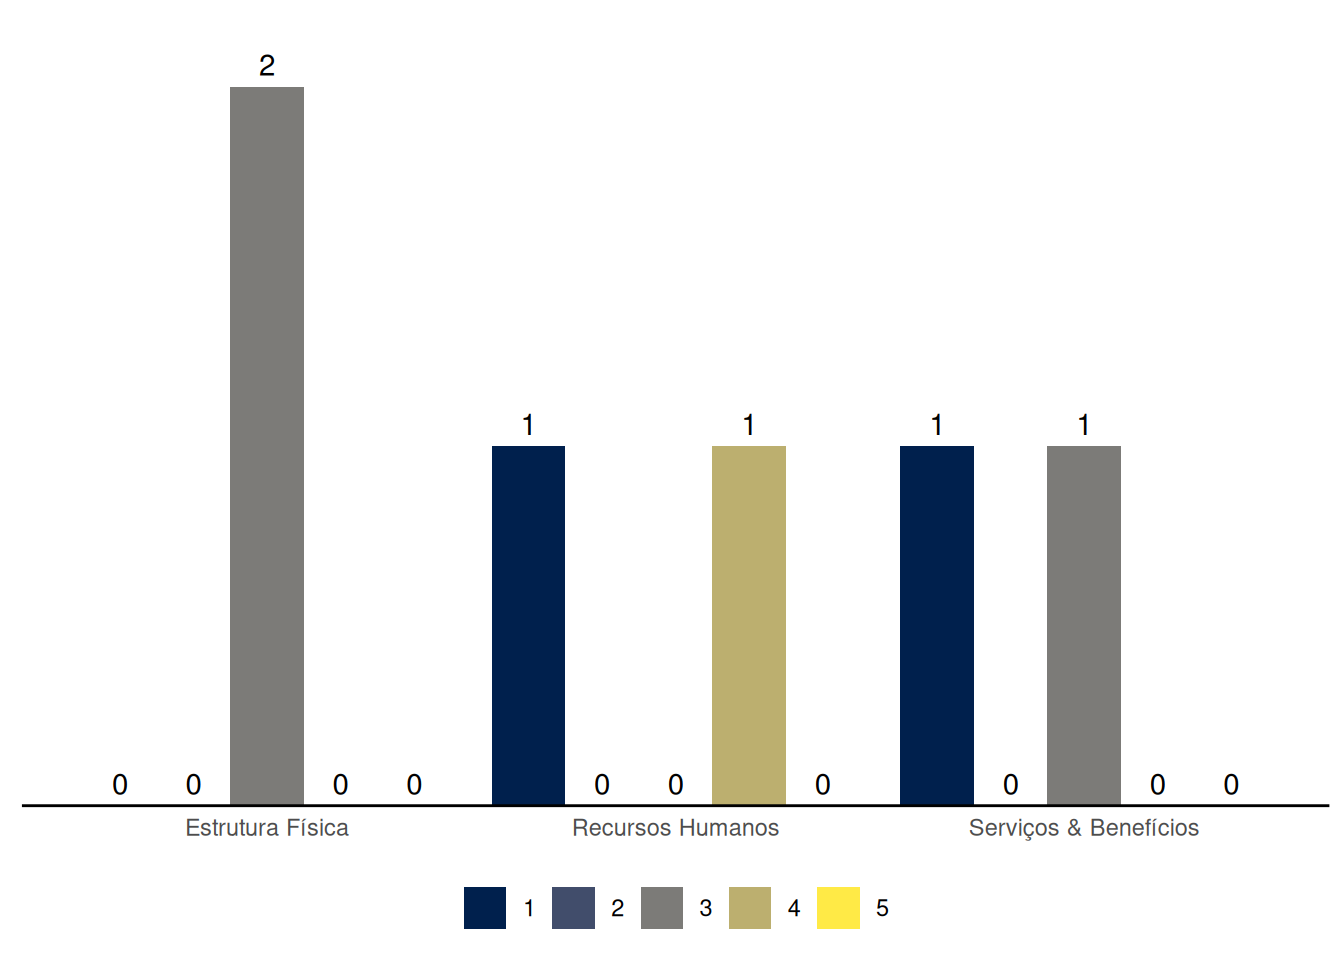 2
1 1 1 1
0 0 0 0 0 0 0 0 0 0
Estrutura Física Recursos Humanos Serviços & Benefícios
1 2 3 4 5